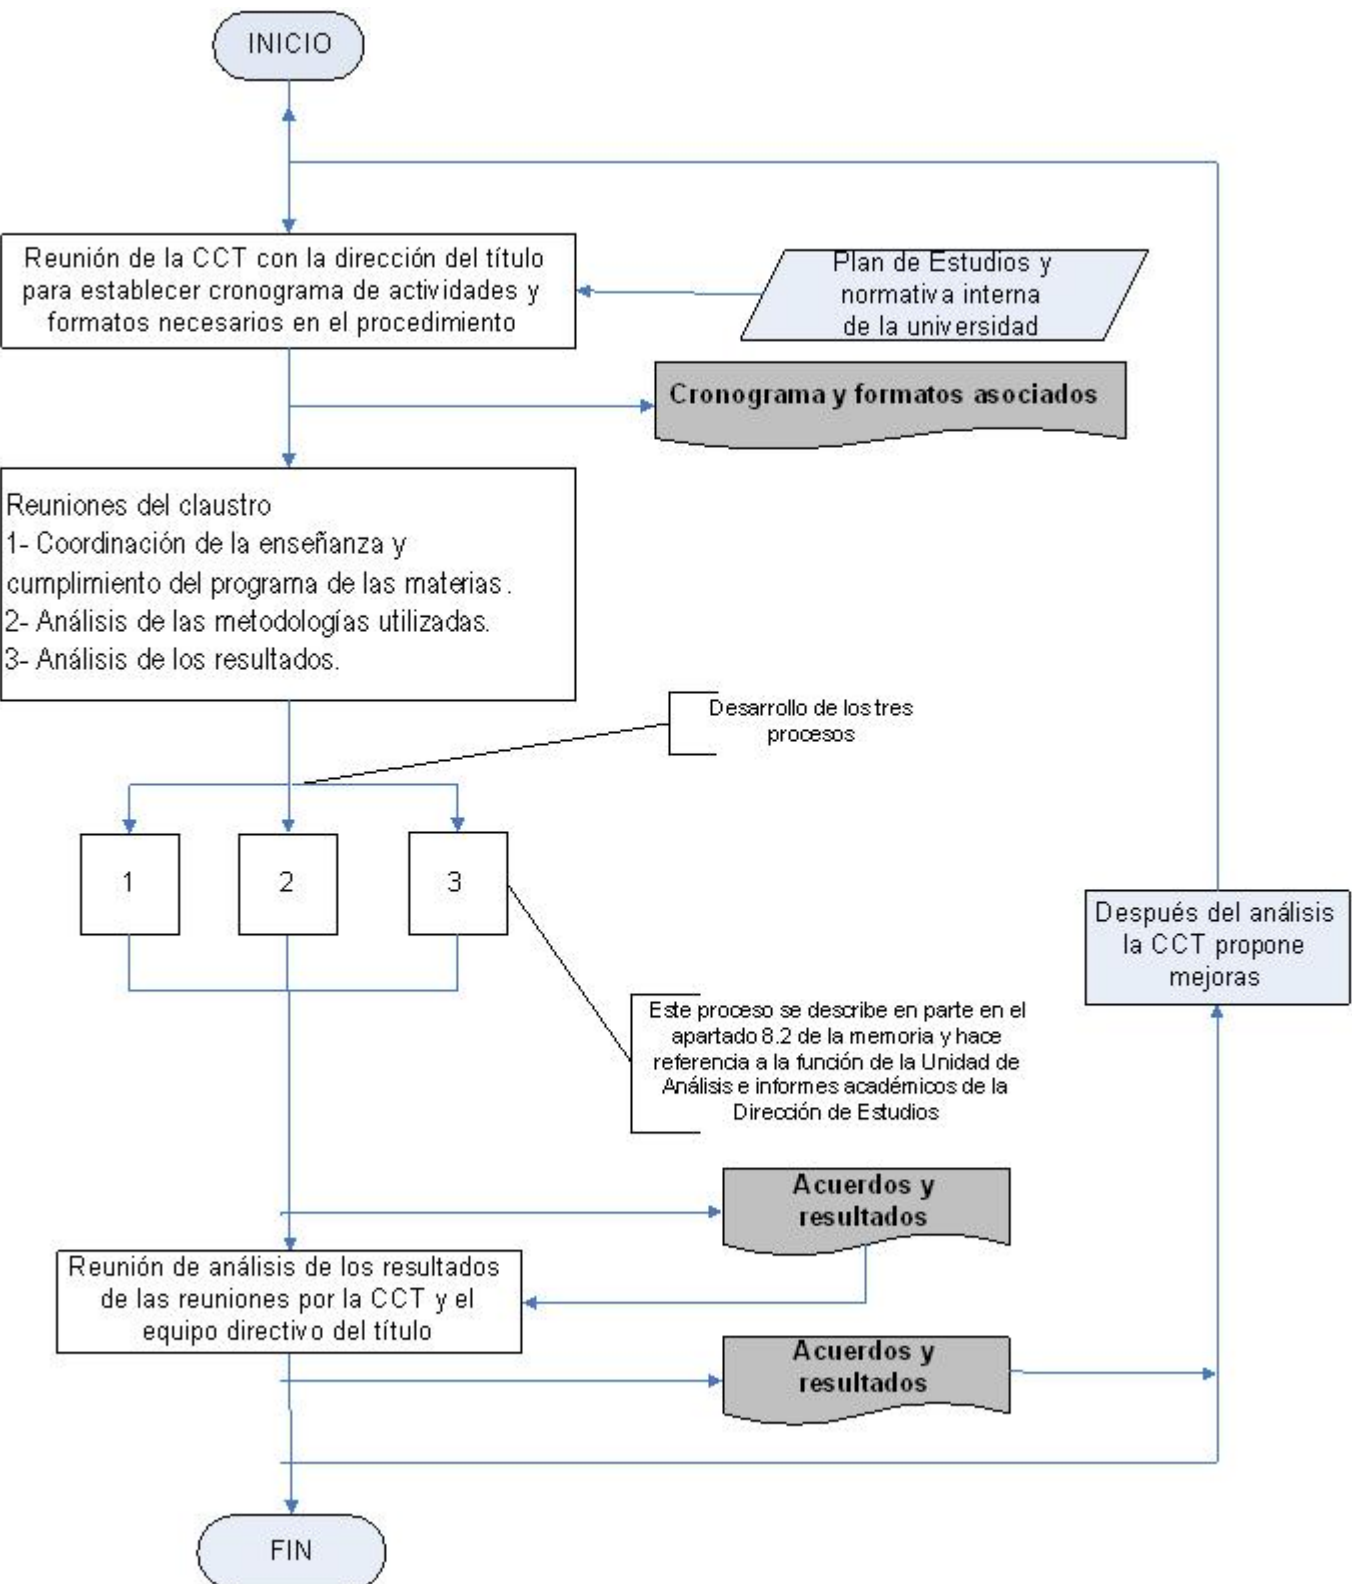 INICIO
Reunión de la CCT con la dirección del título
para establecer cronograma de actividades y
formatos necesarios en el procedimiento
Plan de Estudios y
normativa interna
de la universidad
Cronograma y formatos asociados
Reuniones del claustro
1- Coordinación de la enseñanza y
cumplimiento del programa de las materias.
2- Análisis de las metodologías utilizadas.
3- Análisis de los resultados.
Desarrollo de los tres
procesos
1
2
3
Después del análisis
la CCT propone
mejoras
Este proceso se describe en parte en el
apartado 8.2 de la memoria y hace
referencia a la función de la Unidad de
Análisis e informes académicos de la
Dirección de Estudios
Acuerdos y
resultados
Reunión de análisis de los resultados
de las reuniones por la CCT y el
equipo directivo del título
Acuerdos y
resultados
FIN